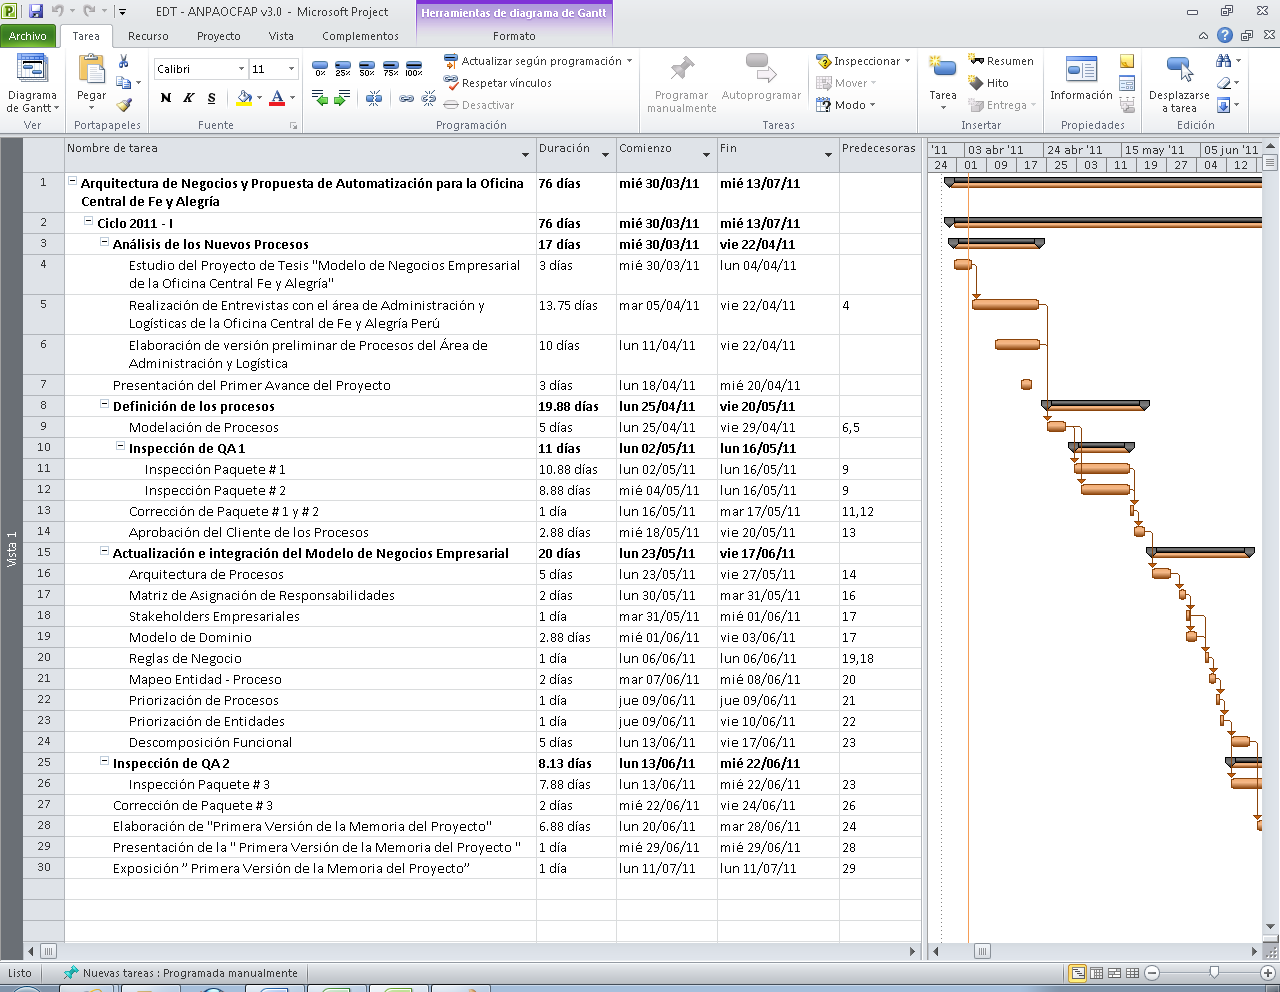 EDT - ANPAOCFAP v3.0 - Microsoft Project
Herramientas de diagrama de Gantt
Archivo Tarea Recurso Proyecto Vista Complementos Formato
Diagrama de Gantt
Ver
Pegar
Portapapeles
Calibri 11
N K S
Fuente
0% 25% 50% 75% 100%
Actualizar según programación
Respetar vínculos
Desactivar
Programación
Programar manualmente
Autoprogramar
Inspeccionar
Mover
Modo
Tareas
Tarea
Resumen
Hito
Entrega
Insertar
Información
Propiedades
Desplazarse a tarea
Edición
Nombre de tarea Duración Comienzo Fin Predecesoras
'11 03 abr '11 24 abr '11 15 may '11 05 jun '11
24 01 09 17 25 03 11 19 27 04 12
1 Arquitectura de Negocios y Propuesta de Automatización para la Oficina Central de Fe y Alegría 76 días mié 30/03/11 mié 13/07/11
2 Ciclo 2011 - I 76 días mié 30/03/11 mié 13/07/11
3 Análisis de los Nuevos Procesos 17 días mié 30/03/11 vie 22/04/11
4 Estudio del Proyecto de Tesis "Modelo de Negocios Empresarial de la Oficina Central Fe y Alegría" 3 días mié 30/03/11 lun 04/04/11
5 Realización de Entrevistas con el área de Administración y Logísticas de la Oficina Central de Fe y Alegría Perú 13.75 días mar 05/04/11 vie 22/04/11 4
6 Elaboración de versión preliminar de Procesos del Área de Administración y Logística 10 días lun 11/04/11 vie 22/04/11
7 Presentación del Primer Avance del Proyecto 3 días lun 18/04/11 mié 20/04/11
8 Definición de los procesos 19.88 días lun 25/04/11 vie 20/05/11
9 Modelación de Procesos 5 días lun 25/04/11 vie 29/04/11 6,5
10 Inspección de QA 1 11 días lun 02/05/11 lun 16/05/11
11 Inspección Paquete # 1 10.88 días lun 02/05/11 lun 16/05/11 9
12 Inspección Paquete # 2 8.88 días mié 04/05/11 lun 16/05/11 9
13 Corrección de Paquete # 1 y # 2 1 día lun 16/05/11 mar 17/05/11 11,12
14 Aprobación del Cliente de los Procesos 2.88 días mié 18/05/11 vie 20/05/11 13
15 Actualización e integración del Modelo de Negocios Empresarial 20 días lun 23/05/11 vie 17/06/11
16 Arquitectura de Procesos 5 días lun 23/05/11 vie 27/05/11 14
17 Matriz de Asignación de Responsabilidades 2 días lun 30/05/11 mar 31/05/11 16
18 Stakeholders Empresariales 1 día mar 31/05/11 mié 01/06/11 17
19 Modelo de Dominio 2.88 días mié 01/06/11 vie 03/06/11 17
20 Reglas de Negocio 1 día lun 06/06/11 lun 06/06/11 19,18
21 Mapeo Entidad - Proceso 2 días mar 07/06/11 mié 08/06/11 20
22 Priorización de Procesos 1 día jue 09/06/11 jue 09/06/11 21
23 Priorización de Entidades 1 día jue 09/06/11 vie 10/06/11 22
24 Descomposición Funcional 5 días lun 13/06/11 vie 17/06/11 23
25 Inspección de QA 2 8.13 días lun 13/06/11 mié 22/06/11
26 Inspección Paquete # 3 7.88 días lun 13/06/11 mié 22/06/11 23
27 Corrección de Paquete # 3 2 días mié 22/06/11 vie 24/06/11 26
28 Elaboración de "Primera Versión de la Memoria del Proyecto" 6.88 días lun 20/06/11 mar 28/06/11 24
29 Presentación de la " Primera Versión de la Memoria del Proyecto " 1 día mié 29/06/11 mié 29/06/11 28
30 Exposición ” Primera Versión de la Memoria del Proyecto” 1 día lun 11/07/11 lun 11/07/11 29
Vista 1
Listo Nuevas tareas : Programada manualmente